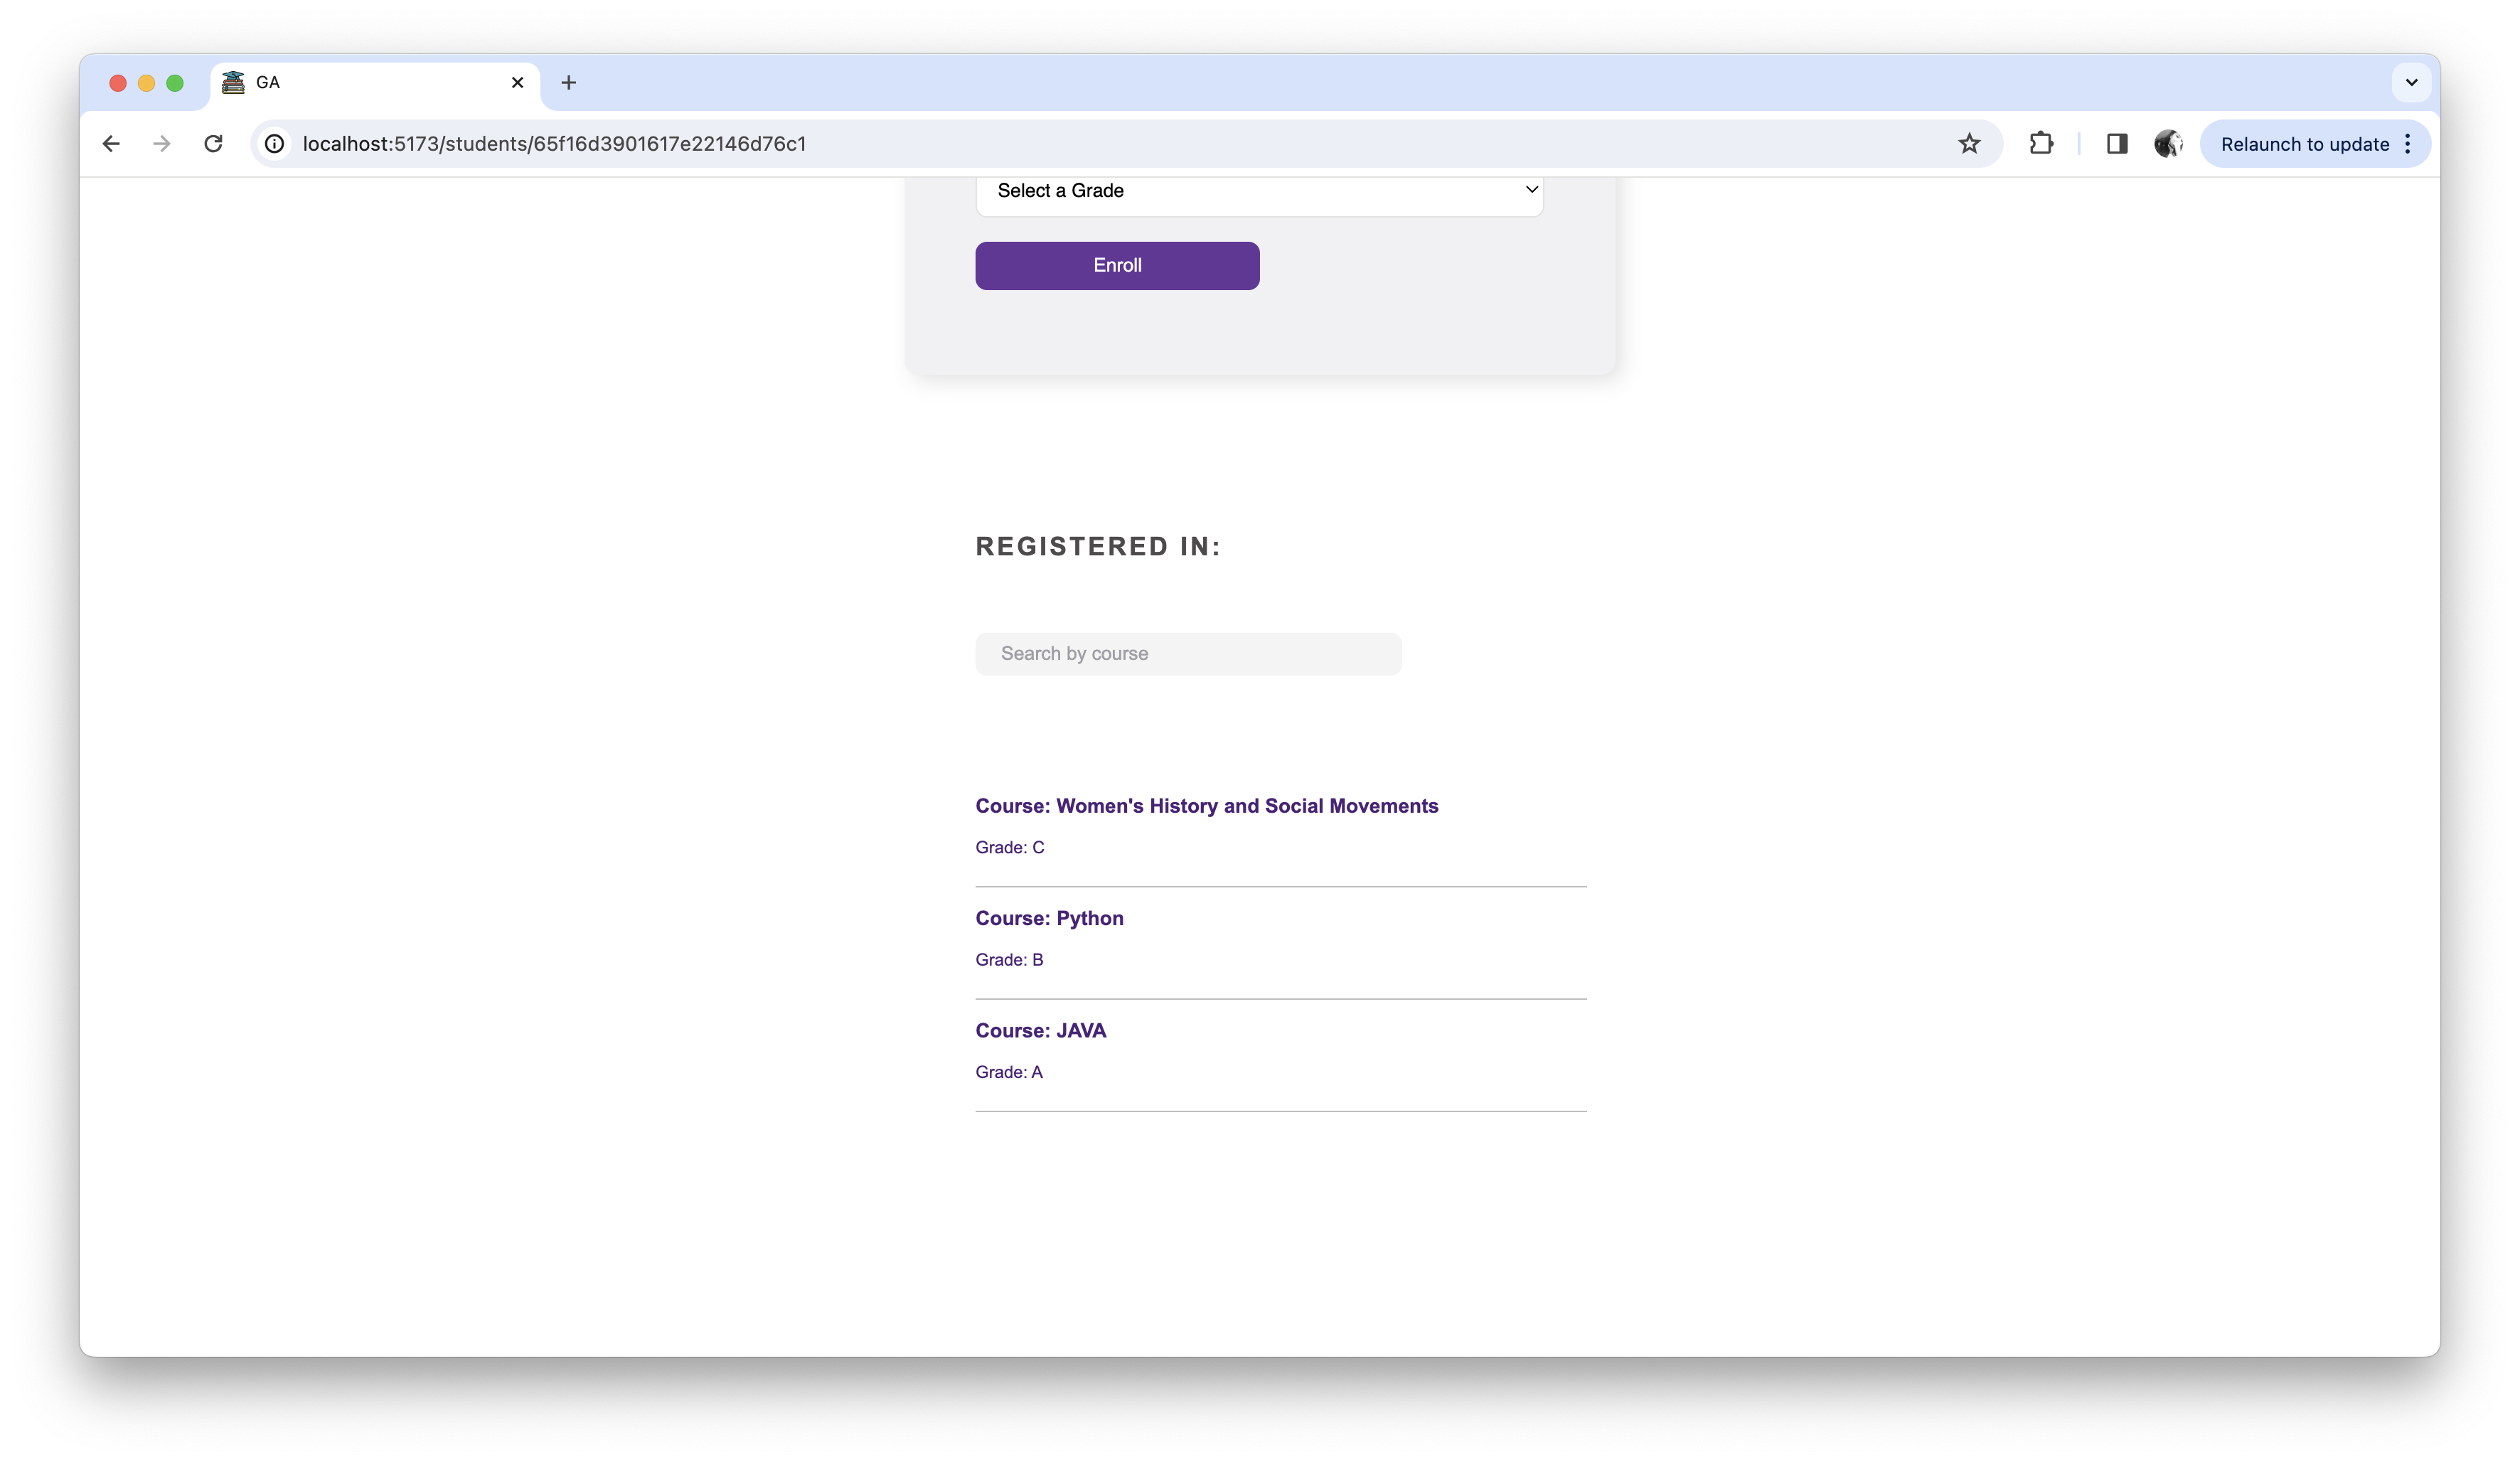 GA
localhost:5173/students/65f16d3901617e22146d76c1
Relaunch to update
Select a Grade
Enroll
REGISTERED IN:
Search by course
Course: Women's History and Social Movements
Grade: C
Course: Python
Grade: B
Course: JAVA
Grade: A